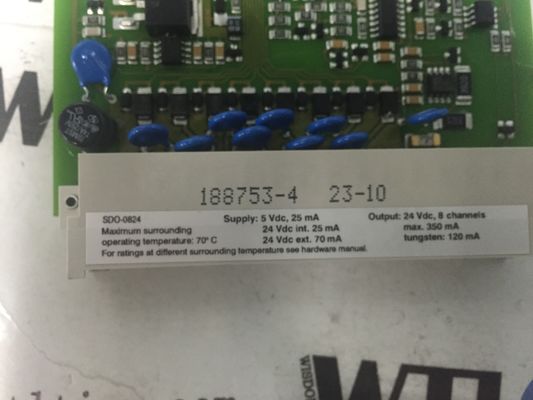 188753-4 23-10
SDO-0824 Supply: 5 Vdc, 25 mA Output: 24 Vdc, 8 channels
Maximum surrounding 24 Vdc int. 25 mA max. 350 mA
operating temperature: 70° C 24 Vdc ext. 70 mA tungsten: 120 mA
For ratings at different surrounding temperature see hardware manual.